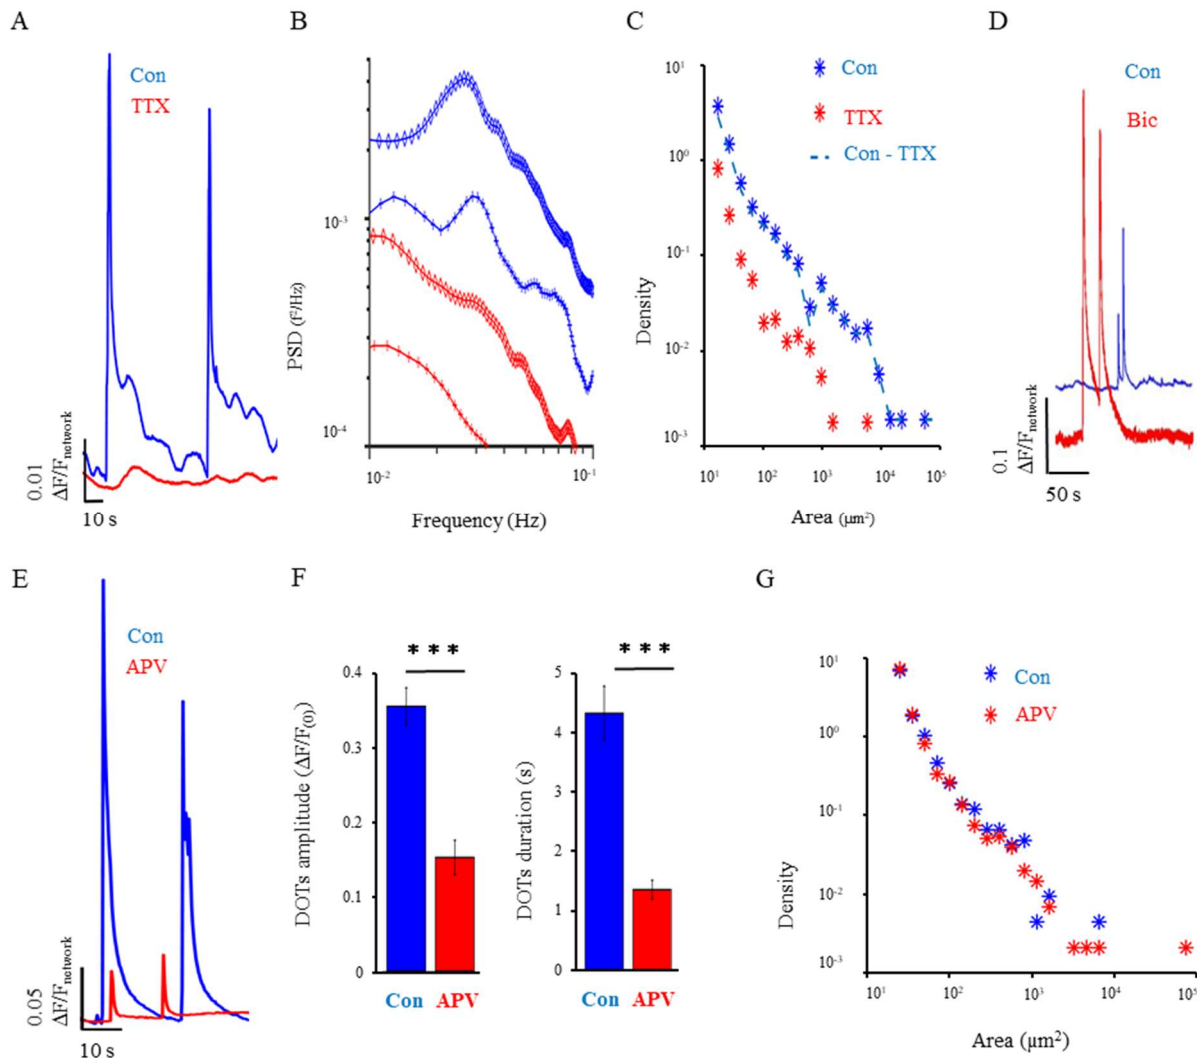 A
Con
TTX
0.01
ΔF/Fnetwork
10 s
B
10⁻³
10⁻⁴
PSD (F/Hz)
10⁻²
10⁻¹
Frequency (Hz)
C
10¹
10⁰
10⁻¹
10⁻²
10⁻³
Density
Con
TTX
Con - TTX
10¹
10²
10³
10⁴
10⁵
Area (μm²)
D
Con
Bic
0.1
ΔF/Fnetwork
50 s
E
Con
APV
0.05
ΔF/Fnetwork
10 s
F
***
0.4
0.3
0.2
0.1
0
DOTs amplitude (ΔF/F(0))
Con APV
***
5
4
3
2
1
0
DOTs duration (s)
Con APV
G
10¹
10⁰
10⁻¹
10⁻²
10⁻³
Density
Con
APV
10¹
10²
10³
10⁴
10⁵
Area (μm²)